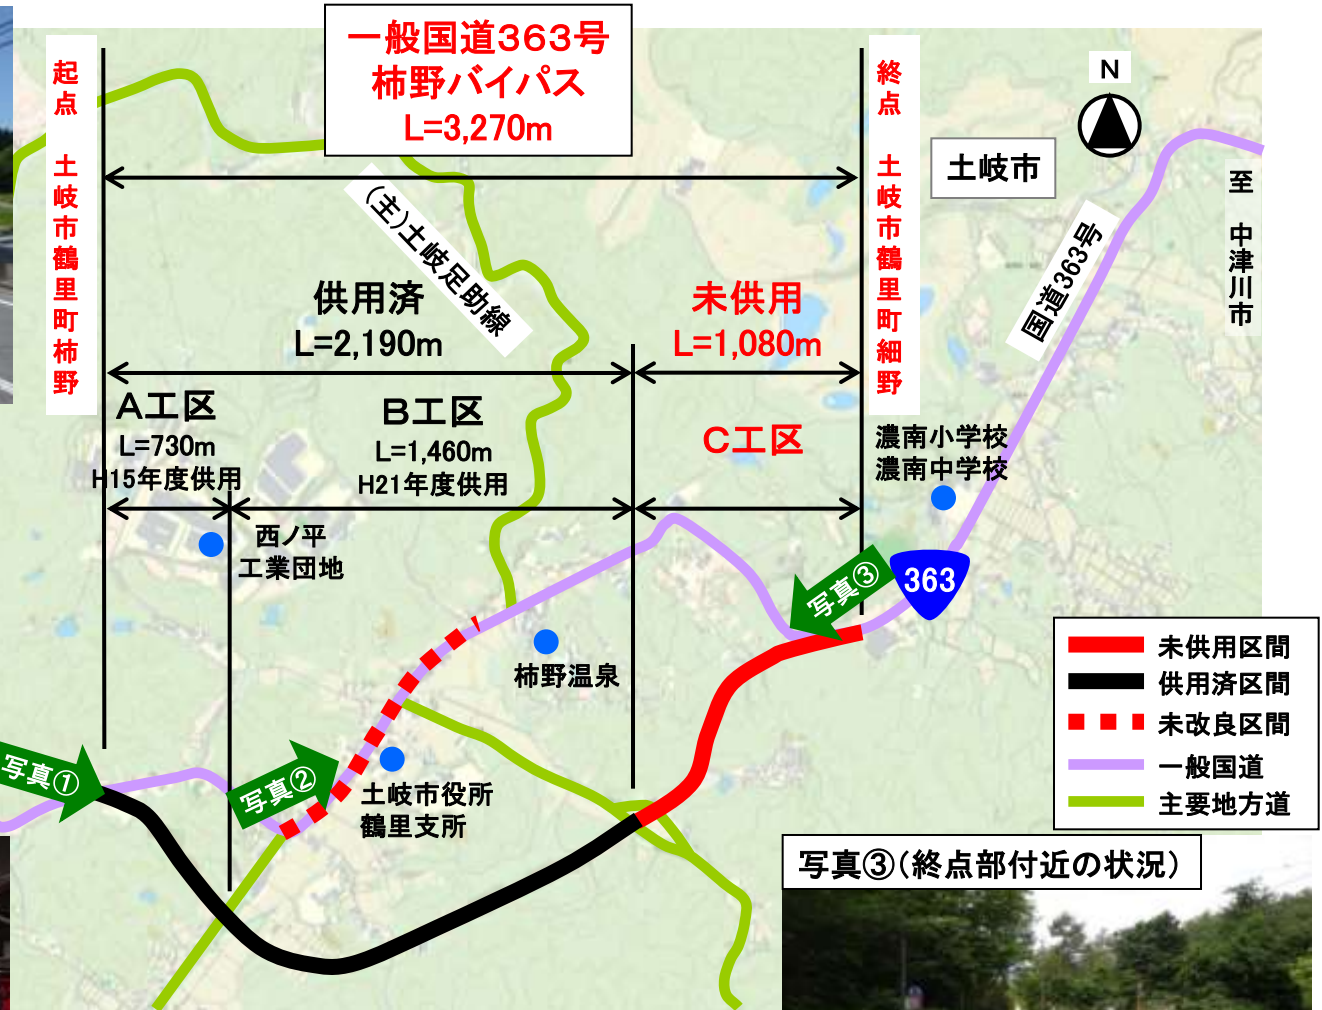 一般国道363号
柿野バイパス
L=3,270m
起点　土岐市鶴里町柿野
終点　土岐市鶴里町細野
N
土岐市
至　中津川市
国道363号
(主)土岐足助線
供用済
L=2,190m
未供用
L=1,080m
A工区
L=730m
H15年度供用
B工区
L=1,460m
H21年度供用
C工区
濃南小学校
濃南中学校
西ノ平
工業団地
写真③
363
柿野温泉
写真①
写真②
土岐市役所
鶴里支所
未供用区間
供用済区間
未改良区間
一般国道
主要地方道
写真③(終点部付近の状況)